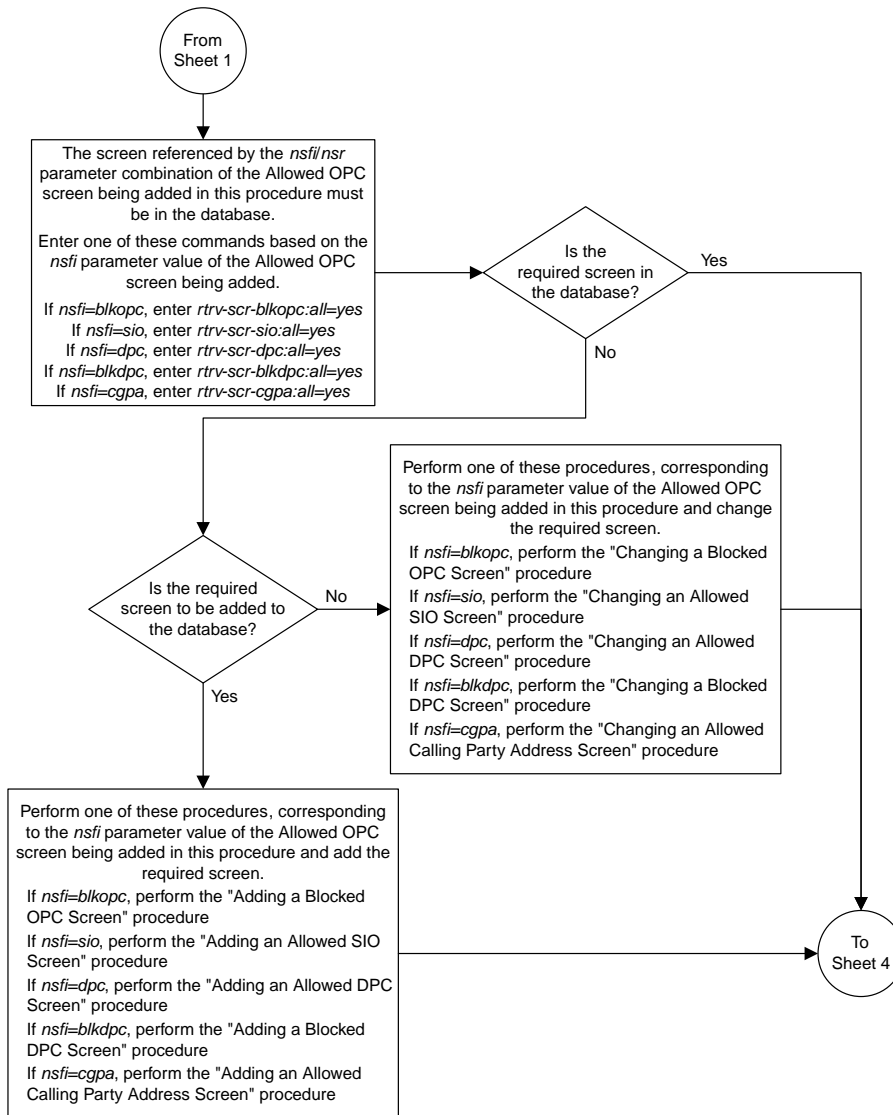 From
Sheet 1
The screen referenced by the nsfi/nsr
parameter combination of the Allowed OPC
screen being added in this procedure must
be in the database.
Enter one of these commands based on the
nsfi parameter value of the Allowed OPC
screen being added.
If nsfi=blkopc, enter rtrv-scr-blkopc:all=yes
If nsfi=sio, enter rtrv-scr-sio:all=yes
If nsfi=dpc, enter rtrv-scr-dpc:all=yes
If nsfi=blkdpc, enter rtrv-scr-blkdpc:all=yes
If nsfi=cgpa, enter rtrv-scr-cgpa:all=yes
Is the
required screen in
the database?
Yes
No
Is the required
screen to be added to
the database?
No
Yes
Perform one of these procedures, corresponding
to the nsfi parameter value of the Allowed OPC
screen being added in this procedure and change
the required screen.
If nsfi=blkopc, perform the "Changing a Blocked
OPC Screen" procedure
If nsfi=sio, perform the "Changing an Allowed
SIO Screen" procedure
If nsfi=dpc, perform the "Changing an Allowed
DPC Screen" procedure
If nsfi=blkdpc, perform the "Changing a Blocked
DPC Screen" procedure
If nsfi=cgpa, perform the "Changing an Allowed
Calling Party Address Screen" procedure
Perform one of these procedures, corresponding
to the nsfi parameter value of the Allowed OPC
screen being added in this procedure and add the
required screen.
If nsfi=blkopc, perform the "Adding a Blocked
OPC Screen" procedure
If nsfi=sio, perform the "Adding an Allowed SIO
Screen" procedure
If nsfi=dpc, perform the "Adding an Allowed DPC
Screen" procedure
If nsfi=blkdpc, perform the "Adding a Blocked
DPC Screen" procedure
If nsfi=cgpa, perform the "Adding an Allowed
Calling Party Address Screen" procedure
To
Sheet 4